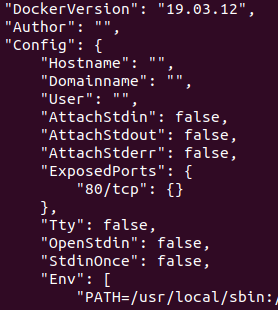 "DockerVersion": "19.03.12",
"Author": "",
"Config": {
"Hostname": "",
"Domainname": "",
"User": "",
"AttachStdin": false,
"AttachStdout": false,
"AttachStderr": false,
"ExposedPorts": {
"80/tcp": {}
},
"Tty": false,
"OpenStdin": false,
"StdinOnce": false,
"Env": [
"PATH=/usr/local/sbin:/